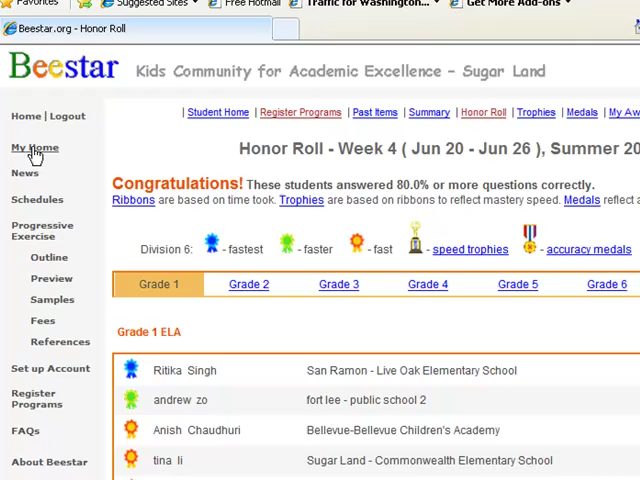 Favorites Suggested Sites Free Hotmail Traffic for Washington... Get More Add-ons
Beestar.org - Honor Roll
Beestar Kids Community for Academic Excellence – Sugar Land
Home | Logout
| Student Home | Register Programs | Past Items | Summary | Honor Roll | Trophies | Medals | My Aw
My Home
Honor Roll - Week 4 ( Jun 20 - Jun 26 ), Summer 20
News
Congratulations! These students answered 80.0% or more questions correctly.
Schedules
Ribbons are based on time took. Trophies are based on ribbons to reflect mastery speed. Medals reflect a
Progressive
Exercise
Division 6: - fastest - faster - fast speed trophies accuracy medals
Outline
Preview
Grade 1 Grade 2 Grade 3 Grade 4 Grade 5 Grade 6
Samples
Fees
Grade 1 ELA
References
Set up Account
Ritika Singh San Ramon - Live Oak Elementary School
Register
Programs
andrew zo fort lee - public school 2
FAQs
Anish Chaudhuri Bellevue-Bellevue Children's Academy
About Beestar
tina li Sugar Land - Commonwealth Elementary School